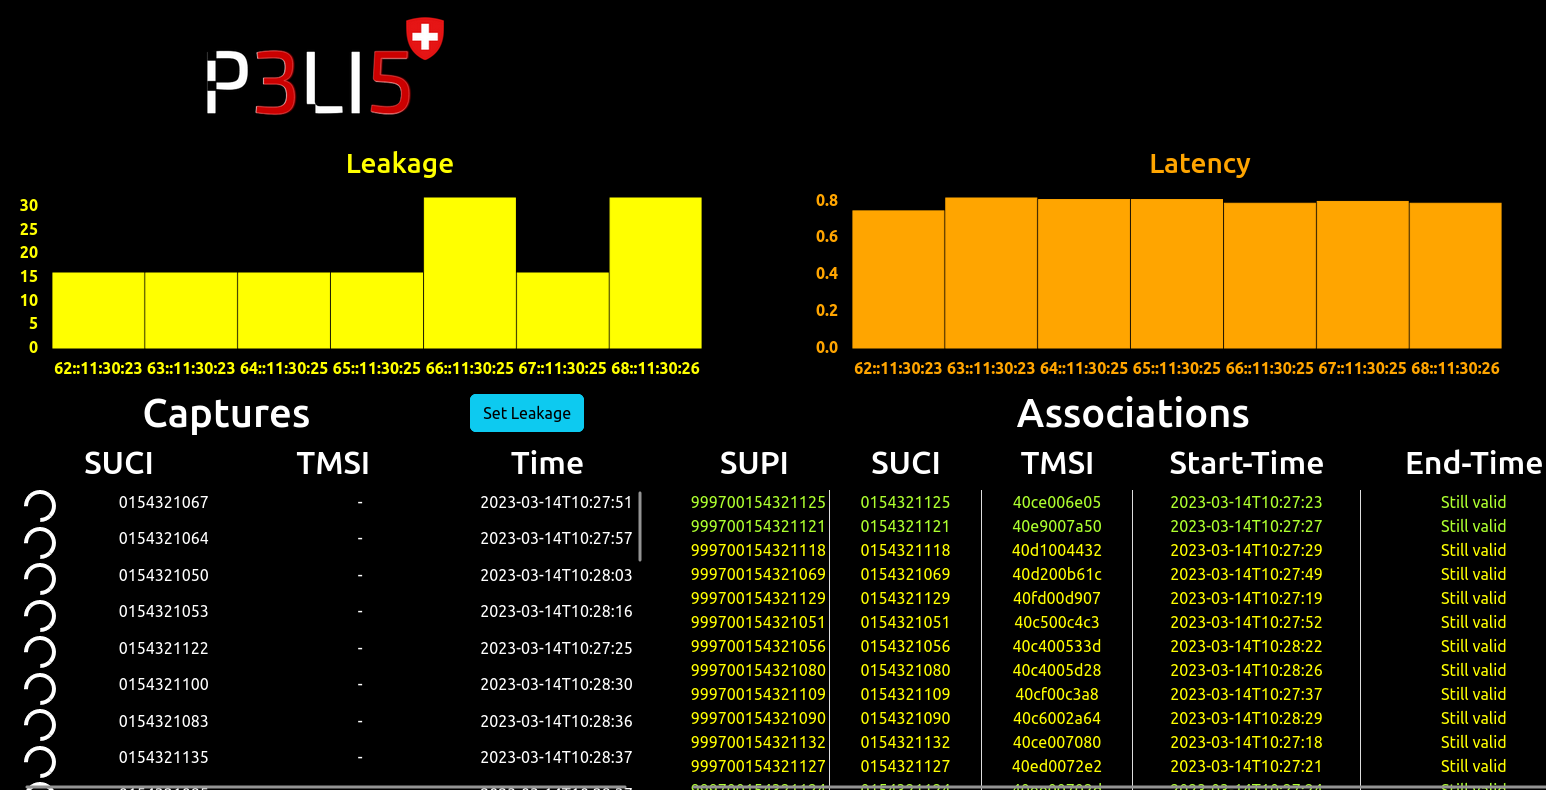 P3LI5
Leakage
30
25
20
15
10
5
0
62::11:30:23 63::11:30:23 64::11:30:25 65::11:30:25 66::11:30:25 67::11:30:25 68::11:30:26
Latency
0.8
0.6
0.4
0.2
0.0
62::11:30:23 63::11:30:23 64::11:30:25 65::11:30:25 66::11:30:25 67::11:30:25 68::11:30:26
Captures
Set Leakage
SUCI TMSI Time
0154321067 - 2023-03-14T10:27:51
0154321064 - 2023-03-14T10:27:57
0154321050 - 2023-03-14T10:28:03
0154321053 - 2023-03-14T10:28:16
0154321122 - 2023-03-14T10:27:25
0154321100 - 2023-03-14T10:28:30
0154321083 - 2023-03-14T10:28:36
0154321135 - 2023-03-14T10:28:37
Associations
SUPI SUCI TMSI Start-Time End-Time
999700154321125 0154321125 40ce006e05 2023-03-14T10:27:23 Still valid
999700154321121 0154321121 40e9007a50 2023-03-14T10:27:27 Still valid
999700154321118 0154321118 40d1004432 2023-03-14T10:27:29 Still valid
999700154321069 0154321069 40d200b61c 2023-03-14T10:27:49 Still valid
999700154321129 0154321129 40fd00d907 2023-03-14T10:27:19 Still valid
999700154321051 0154321051 40c500c4c3 2023-03-14T10:27:52 Still valid
999700154321056 0154321056 40c400533d 2023-03-14T10:28:22 Still valid
999700154321080 0154321080 40c4005d28 2023-03-14T10:28:26 Still valid
999700154321109 0154321109 40cf00c3a8 2023-03-14T10:27:37 Still valid
999700154321090 0154321090 40c6002a64 2023-03-14T10:28:29 Still valid
999700154321132 0154321132 40ce007080 2023-03-14T10:27:18 Still valid
999700154321127 0154321127 40ed0072e2 2023-03-14T10:27:21 Still valid